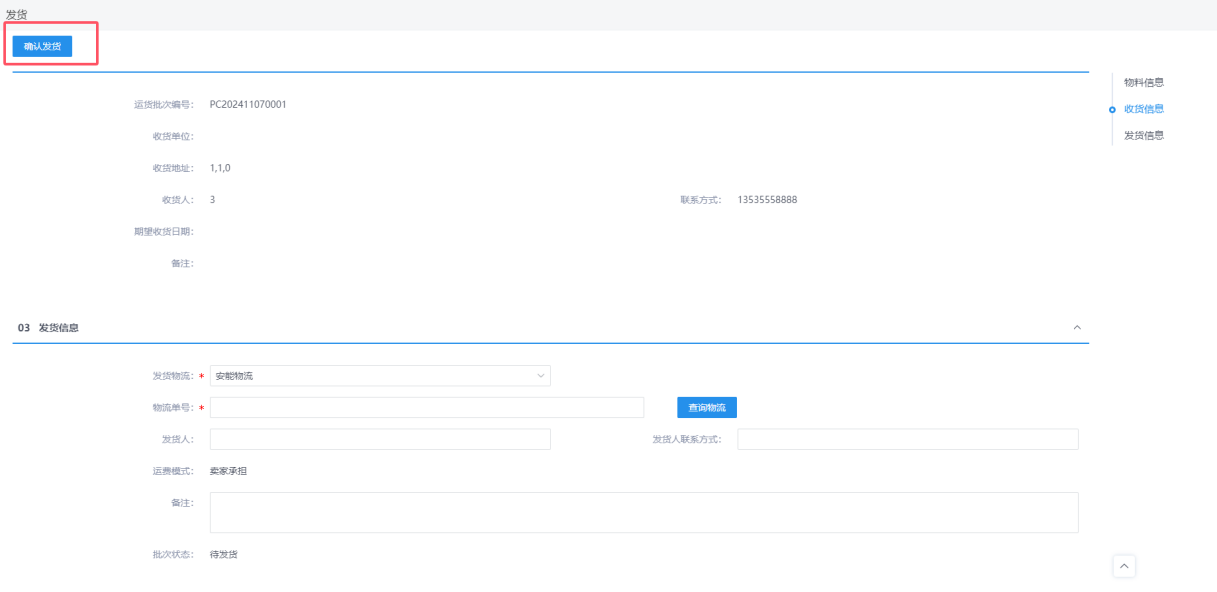 发货
确认发货
物料信息
运货批次编号： PC202411070001
收货信息
收货单位：
发货信息
收货地址： 1,1,0
收货人： 3 联系方式： 13535558888
期望收货日期：
备注：
03 发货信息
发货物流：* 安能物流
物流单号：* 查询物流
发货人： 发货人联系方式：
运费模式： 卖家承担
备注：
批次状态： 待发货